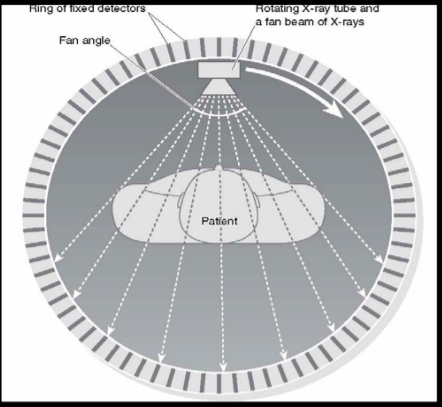 Ring of fixed detectors
Rotating X-ray tube and
a fan beam of X-rays
Fan angle
Patient